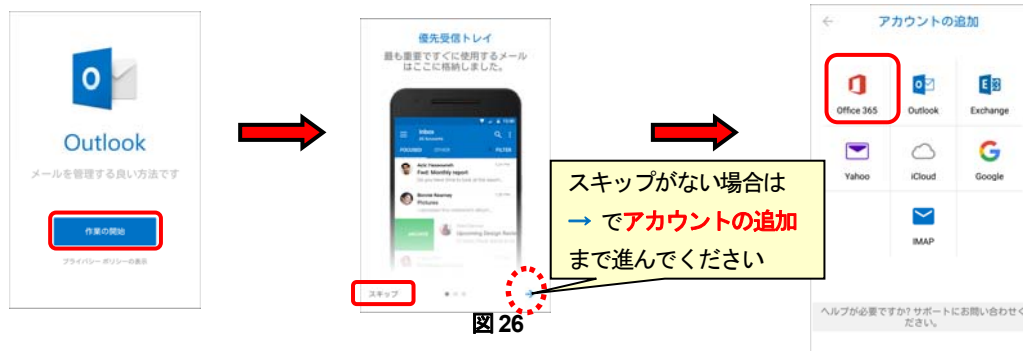 Outlook
メールを管理する良い方法です
作業の開始
プライバシー ポリシーの表示
優先受信トレイ
最も重要ですぐに使用するメール
はここに格納しました。
Inbox
FOCUSED OTHER FILTER
Fwd: Monthly report
Pictures
ARCHIVE
スキップ
→
スキップがない場合は
→ でアカウントの追加
まで進んでください
図 26
← アカウントの追加
Office 365 Outlook Exchange
Yahoo iCloud Google
IMAP
ヘルプが必要ですか? サポートにお問い合わせく
ださい。